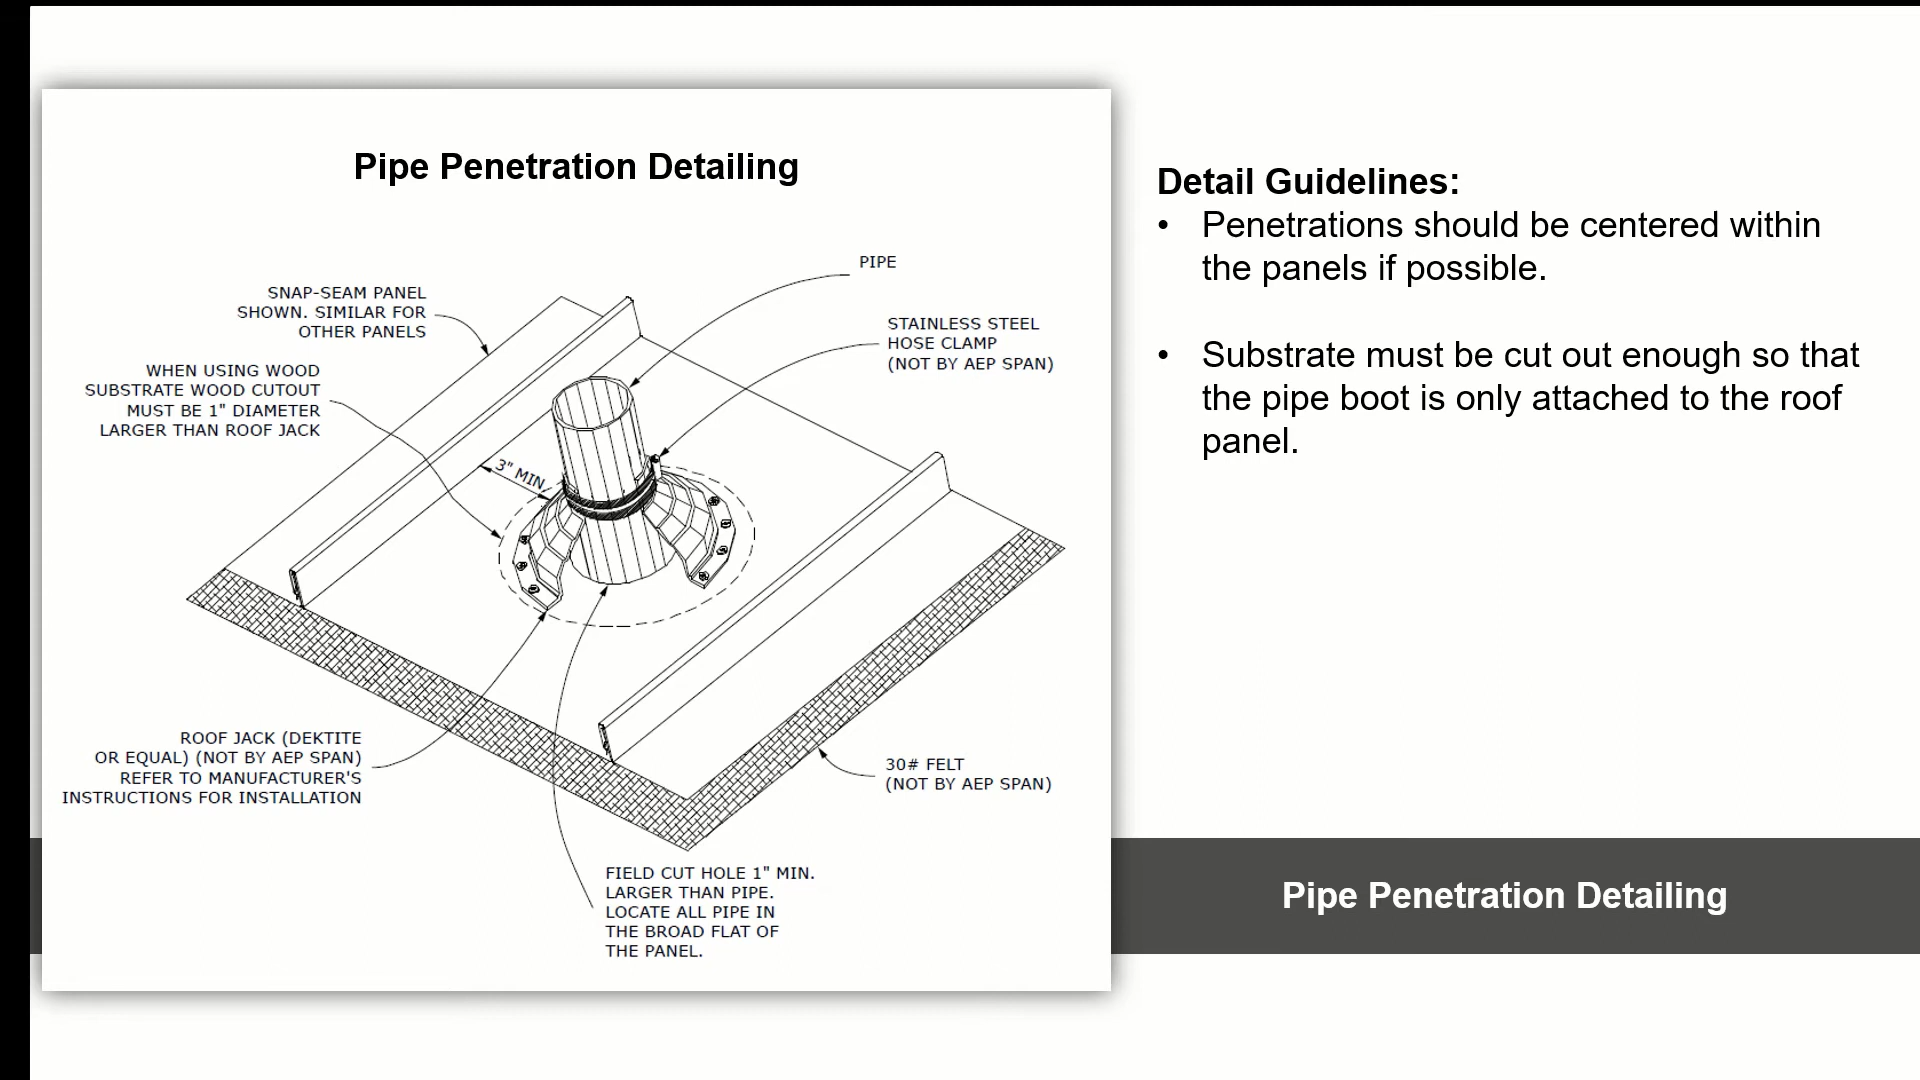 Pipe Penetration Detailing
PIPE
SNAP-SEAM PANEL
SHOWN. SIMILAR FOR
OTHER PANELS
STAINLESS STEEL
HOSE CLAMP
(NOT BY AEP SPAN)
WHEN USING WOOD
SUBSTRATE WOOD CUTOUT
MUST BE 1" DIAMETER
LARGER THAN ROOF JACK
3" MIN.
ROOF JACK (DEKTITE
OR EQUAL) (NOT BY AEP SPAN)
REFER TO MANUFACTURER'S
INSTRUCTIONS FOR INSTALLATION
30# FELT
(NOT BY AEP SPAN)
FIELD CUT HOLE 1" MIN.
LARGER THAN PIPE.
LOCATE ALL PIPE IN
THE BROAD FLAT OF
THE PANEL.
Detail Guidelines:
• Penetrations should be centered within
the panels if possible.
• Substrate must be cut out enough so that
the pipe boot is only attached to the roof
panel.
Pipe Penetration Detailing